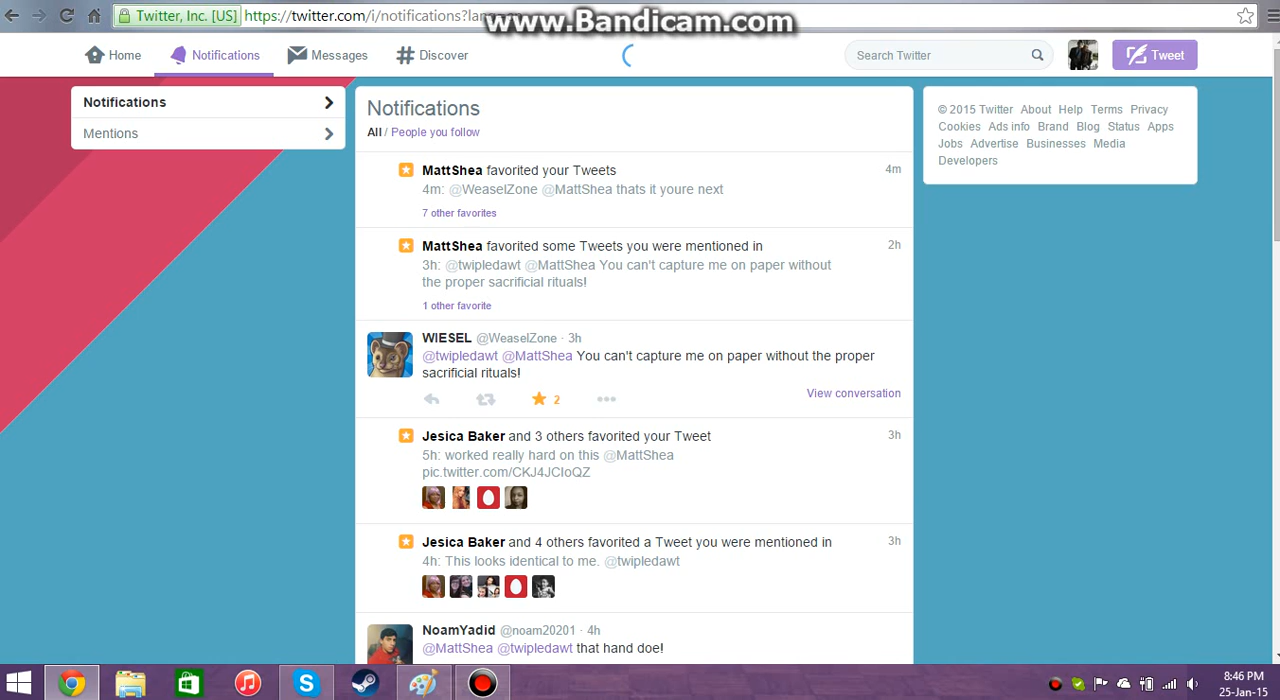 Twitter, Inc. [US] https://twitter.com/i/notifications?lan
www.Bandicam.com
Home Notifications Messages Discover Search Twitter Tweet
Notifications
Mentions
Notifications
All / People you follow
MattShea favorited your Tweets 4m
4m: @WeaselZone @MattShea thats it youre next
7 other favorites
MattShea favorited some Tweets you were mentioned in 2h
3h: @twipledawt @MattShea You can't capture me on paper without
the proper sacrificial rituals!
1 other favorite
WIESEL @WeaselZone · 3h
@twipledawt @MattShea You can't capture me on paper without the proper
sacrificial rituals!
2 View conversation
Jesica Baker and 3 others favorited your Tweet 3h
5h: worked really hard on this @MattShea
pic.twitter.com/CKJ4JCIoQZ
Jesica Baker and 4 others favorited a Tweet you were mentioned in 3h
4h: This looks identical to me. @twipledawt
NoamYadid @noam20201 · 4h
@MattShea @twipledawt that hand doe!
© 2015 Twitter About Help Terms Privacy
Cookies Ads info Brand Blog Status Apps
Jobs Advertise Businesses Media
Developers
8:46 PM
25-Jan-15